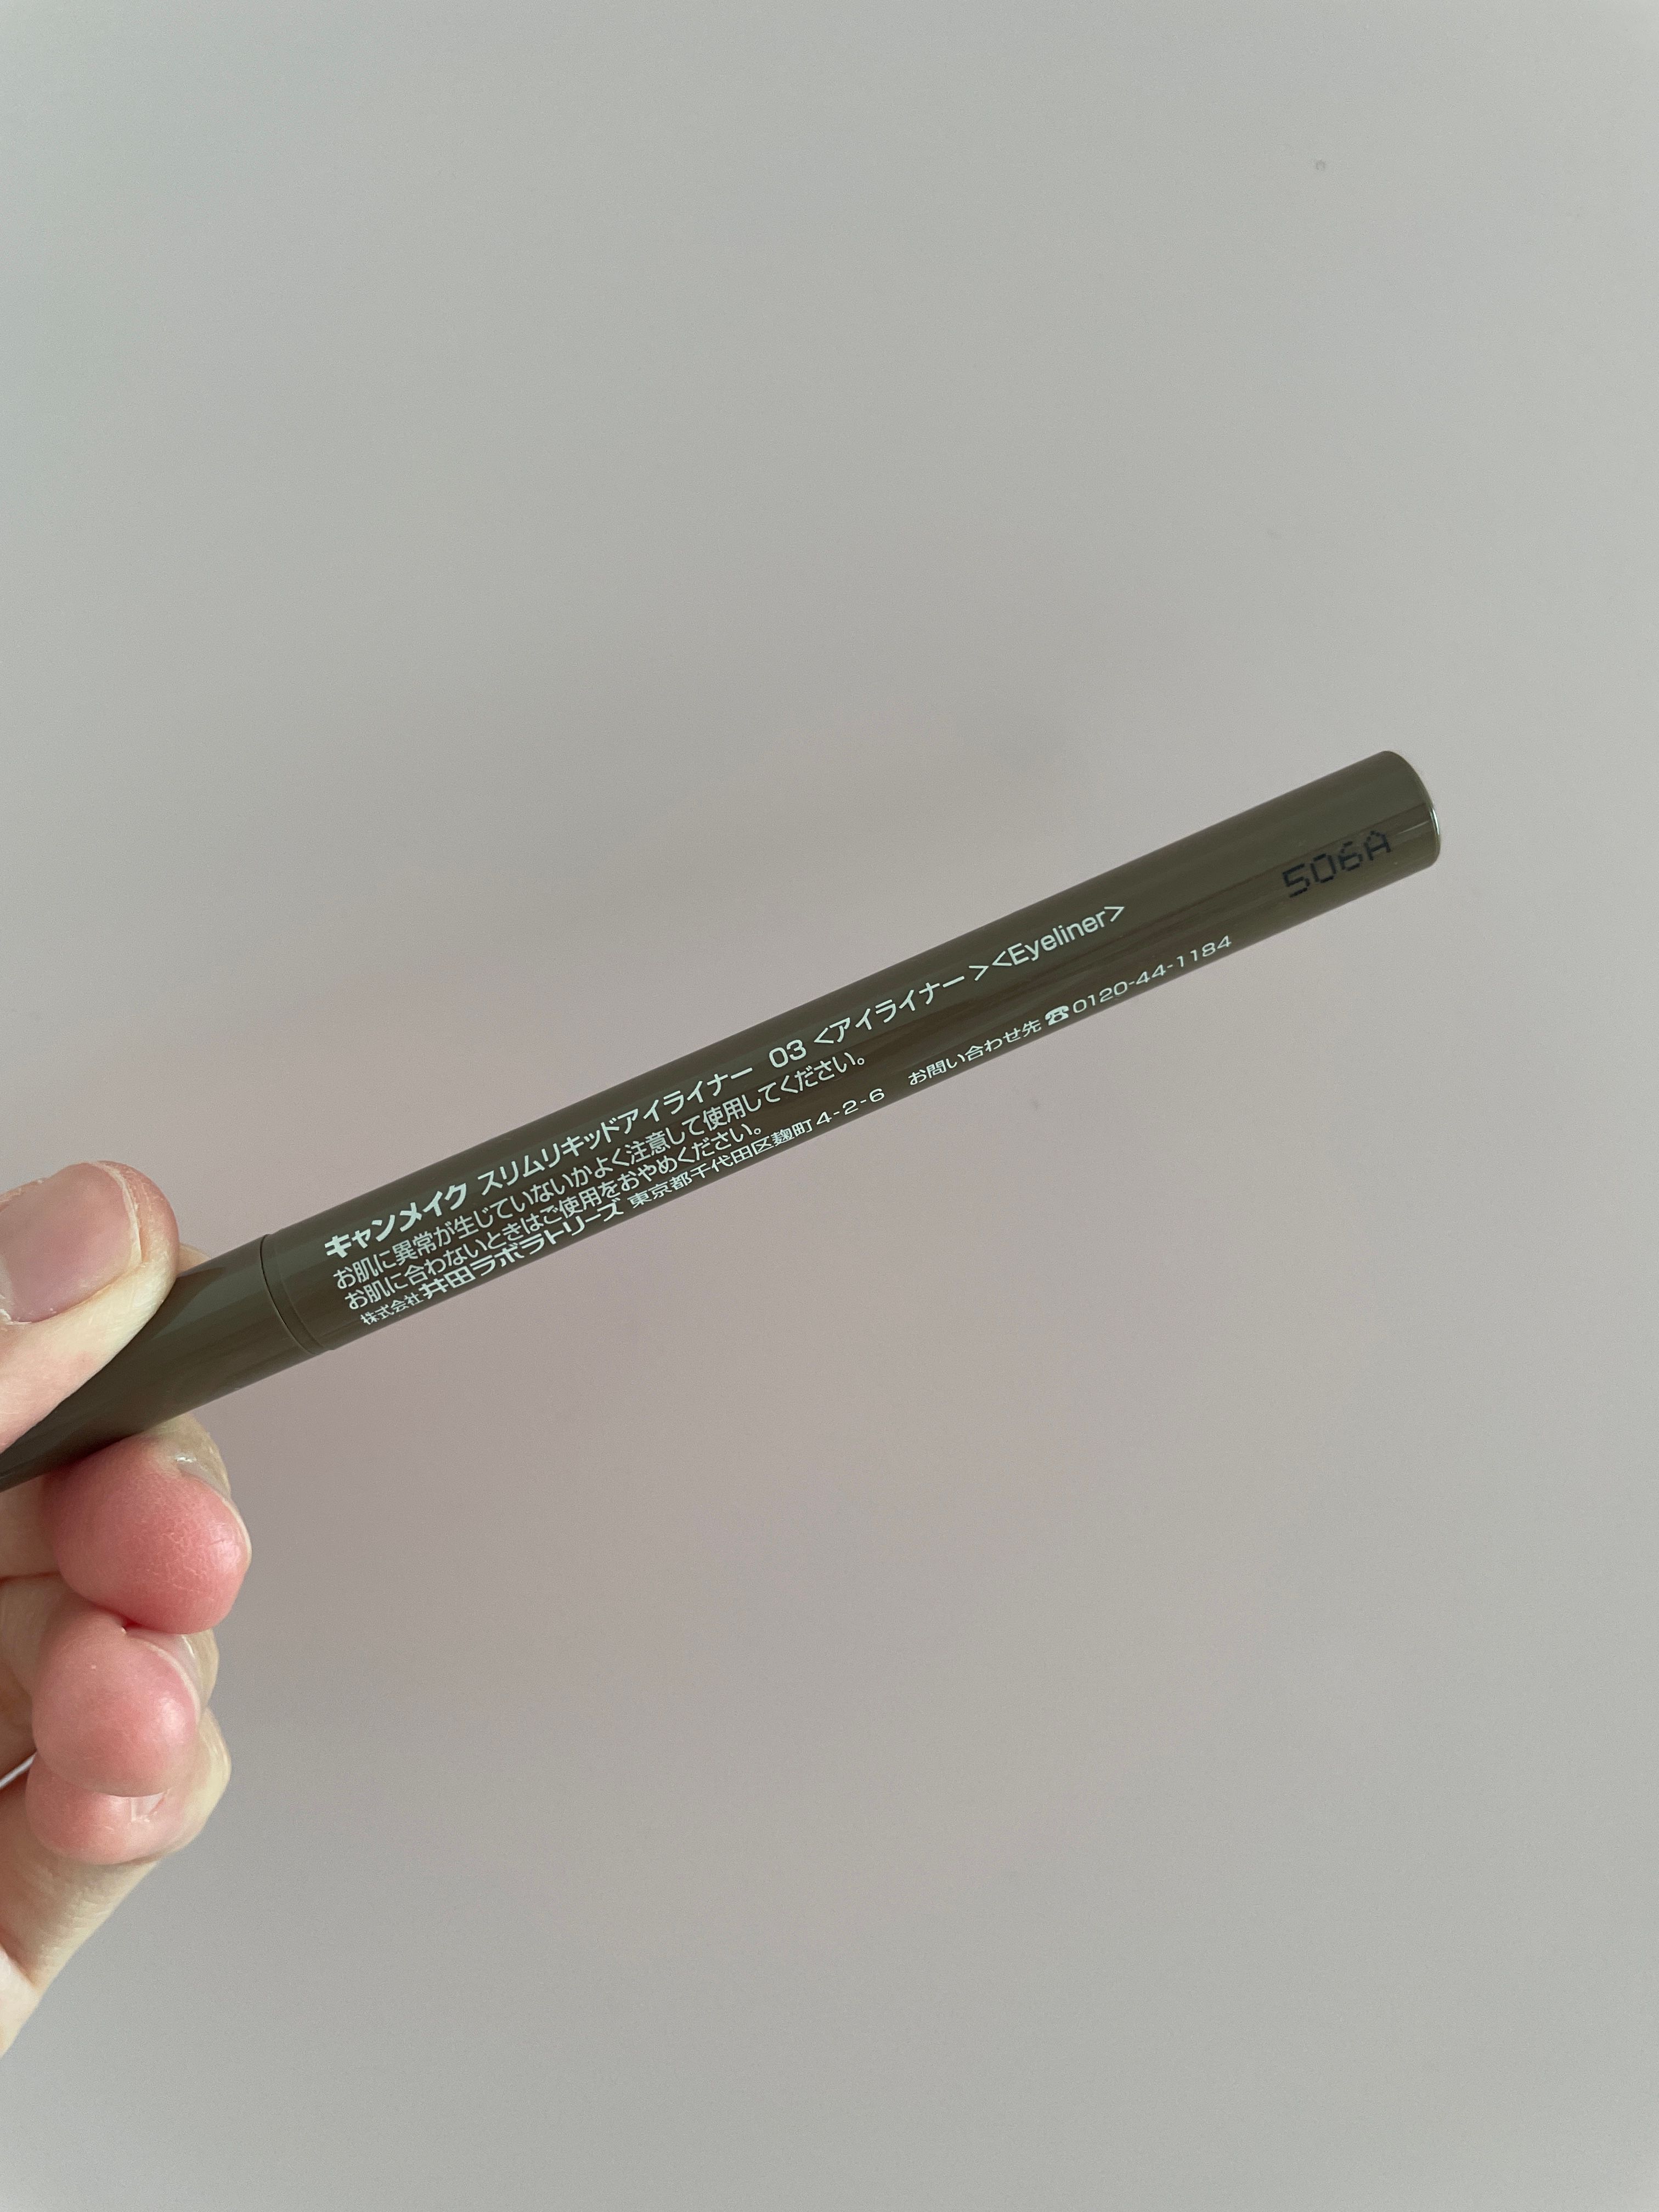 キャンメイク スリムリキッドアイライナー 03 <アイライナー><Eyeliner>
お肌に異常が生じていないかよく注意して使用してください。
お肌に合わないときはご使用をおやめください。
株式会社井田ラボラトリーズ 東京都千代田区麹町4-2-6 お問い合わせ先 ☎0120-44-1184
506A